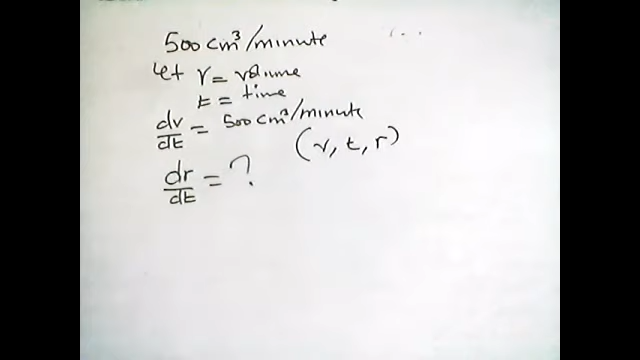 500 cm³/minute
Let V = volume
t = time
dv/dt = 500 cm³/minute
(v, t, r)
dr/dt = ?